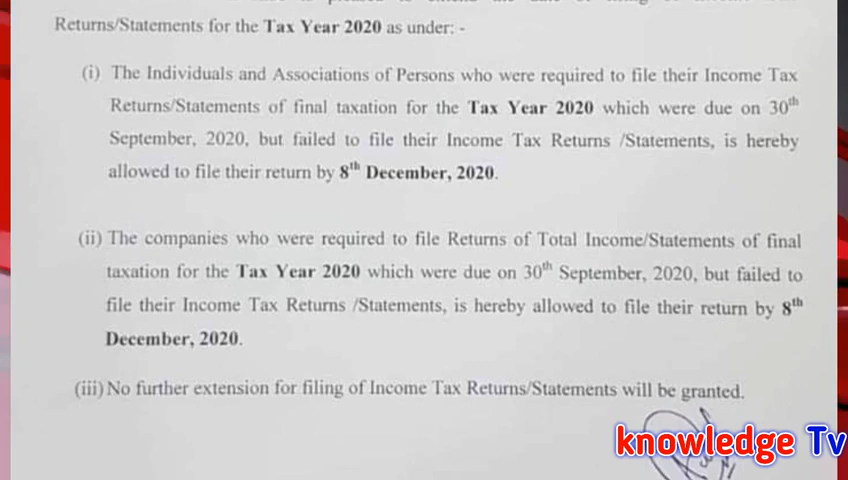 Returns/Statements for the Tax Year 2020 as under: -
(i) The Individuals and Associations of Persons who were required to file their Income Tax
Returns/Statements of final taxation for the Tax Year 2020 which were due on 30th
September, 2020, but failed to file their Income Tax Returns /Statements, is hereby
allowed to file their return by 8th December, 2020.
(ii) The companies who were required to file Returns of Total Income/Statements of final
taxation for the Tax Year 2020 which were due on 30th September, 2020, but failed to
file their Income Tax Returns /Statements, is hereby allowed to file their return by 8th
December, 2020.
(iii) No further extension for filing of Income Tax Returns/Statements will be granted.
knowledge Tv